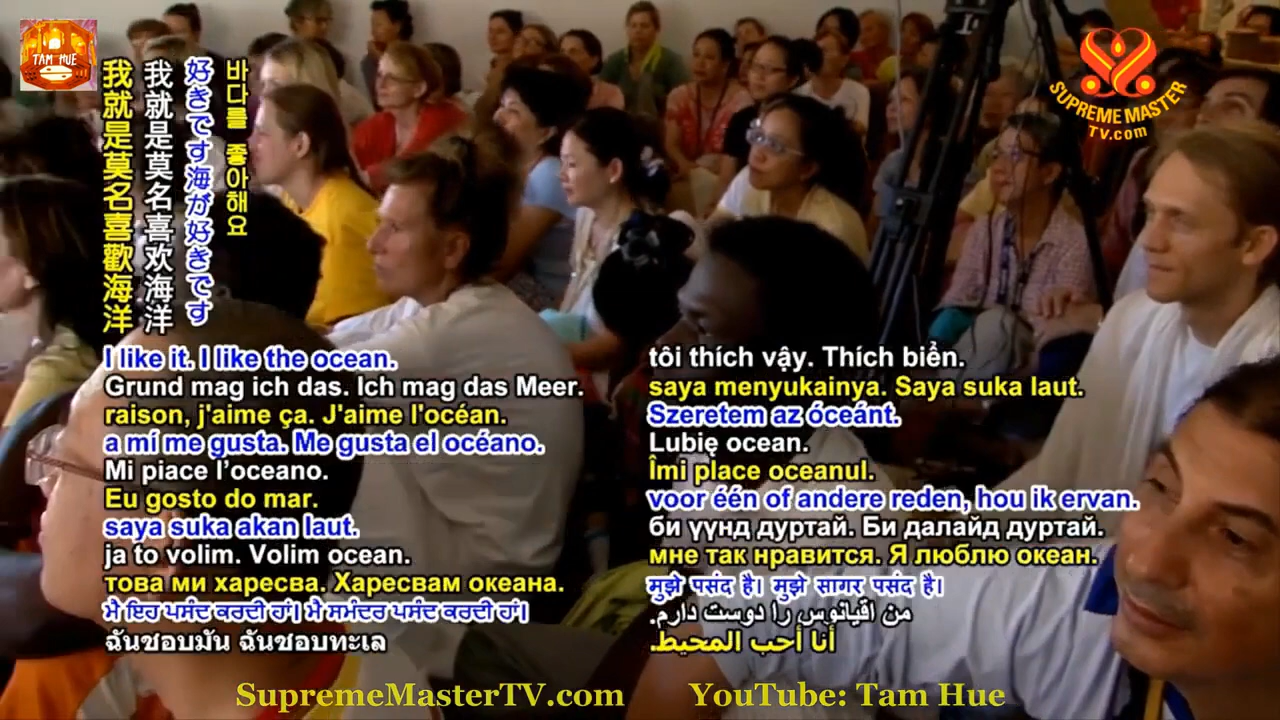 TAM HUE
SUPREME MASTER
TV.com
바다를 좋아해요
好きです海が好きです
我就是莫名喜欢海洋
我就是莫名喜歡海洋
I like it. I like the ocean.
Grund mag ich das. Ich mag das Meer.
raison, j'aime ça. J'aime l'océan.
a mí me gusta. Me gusta el océano.
Mi piace l’oceano.
Eu gosto do mar.
saya suka akan laut.
ja to volim. Volim ocean.
това ми харесва. Харесвам океана.
ਮੈ ਇਹ ਪਸੰਦ ਕਰਦੀ ਹਾਂ। ਮੈ ਸਮੰਦਰ ਪਸੰਦ ਕਰਦੀ ਹਾਂ।
ฉันชอบมัน ฉันชอบทะเล
tôi thích vậy. Thích biển.
saya menyukainya. Saya suka laut.
Szeretem az óceánt.
Lubię ocean.
Îmi place oceanul.
voor één of andere reden, hou ik ervan.
би үүнд дуртай. Би далайд дуртай.
мне так нравится. Я люблю океан.
मुझे पसंद है। मुझे सागर पसंद है।
من اقیانوس را دوست دارم.
أنا أحب المحيط.
SupremeMasterTV.com
YouTube: Tam Hue